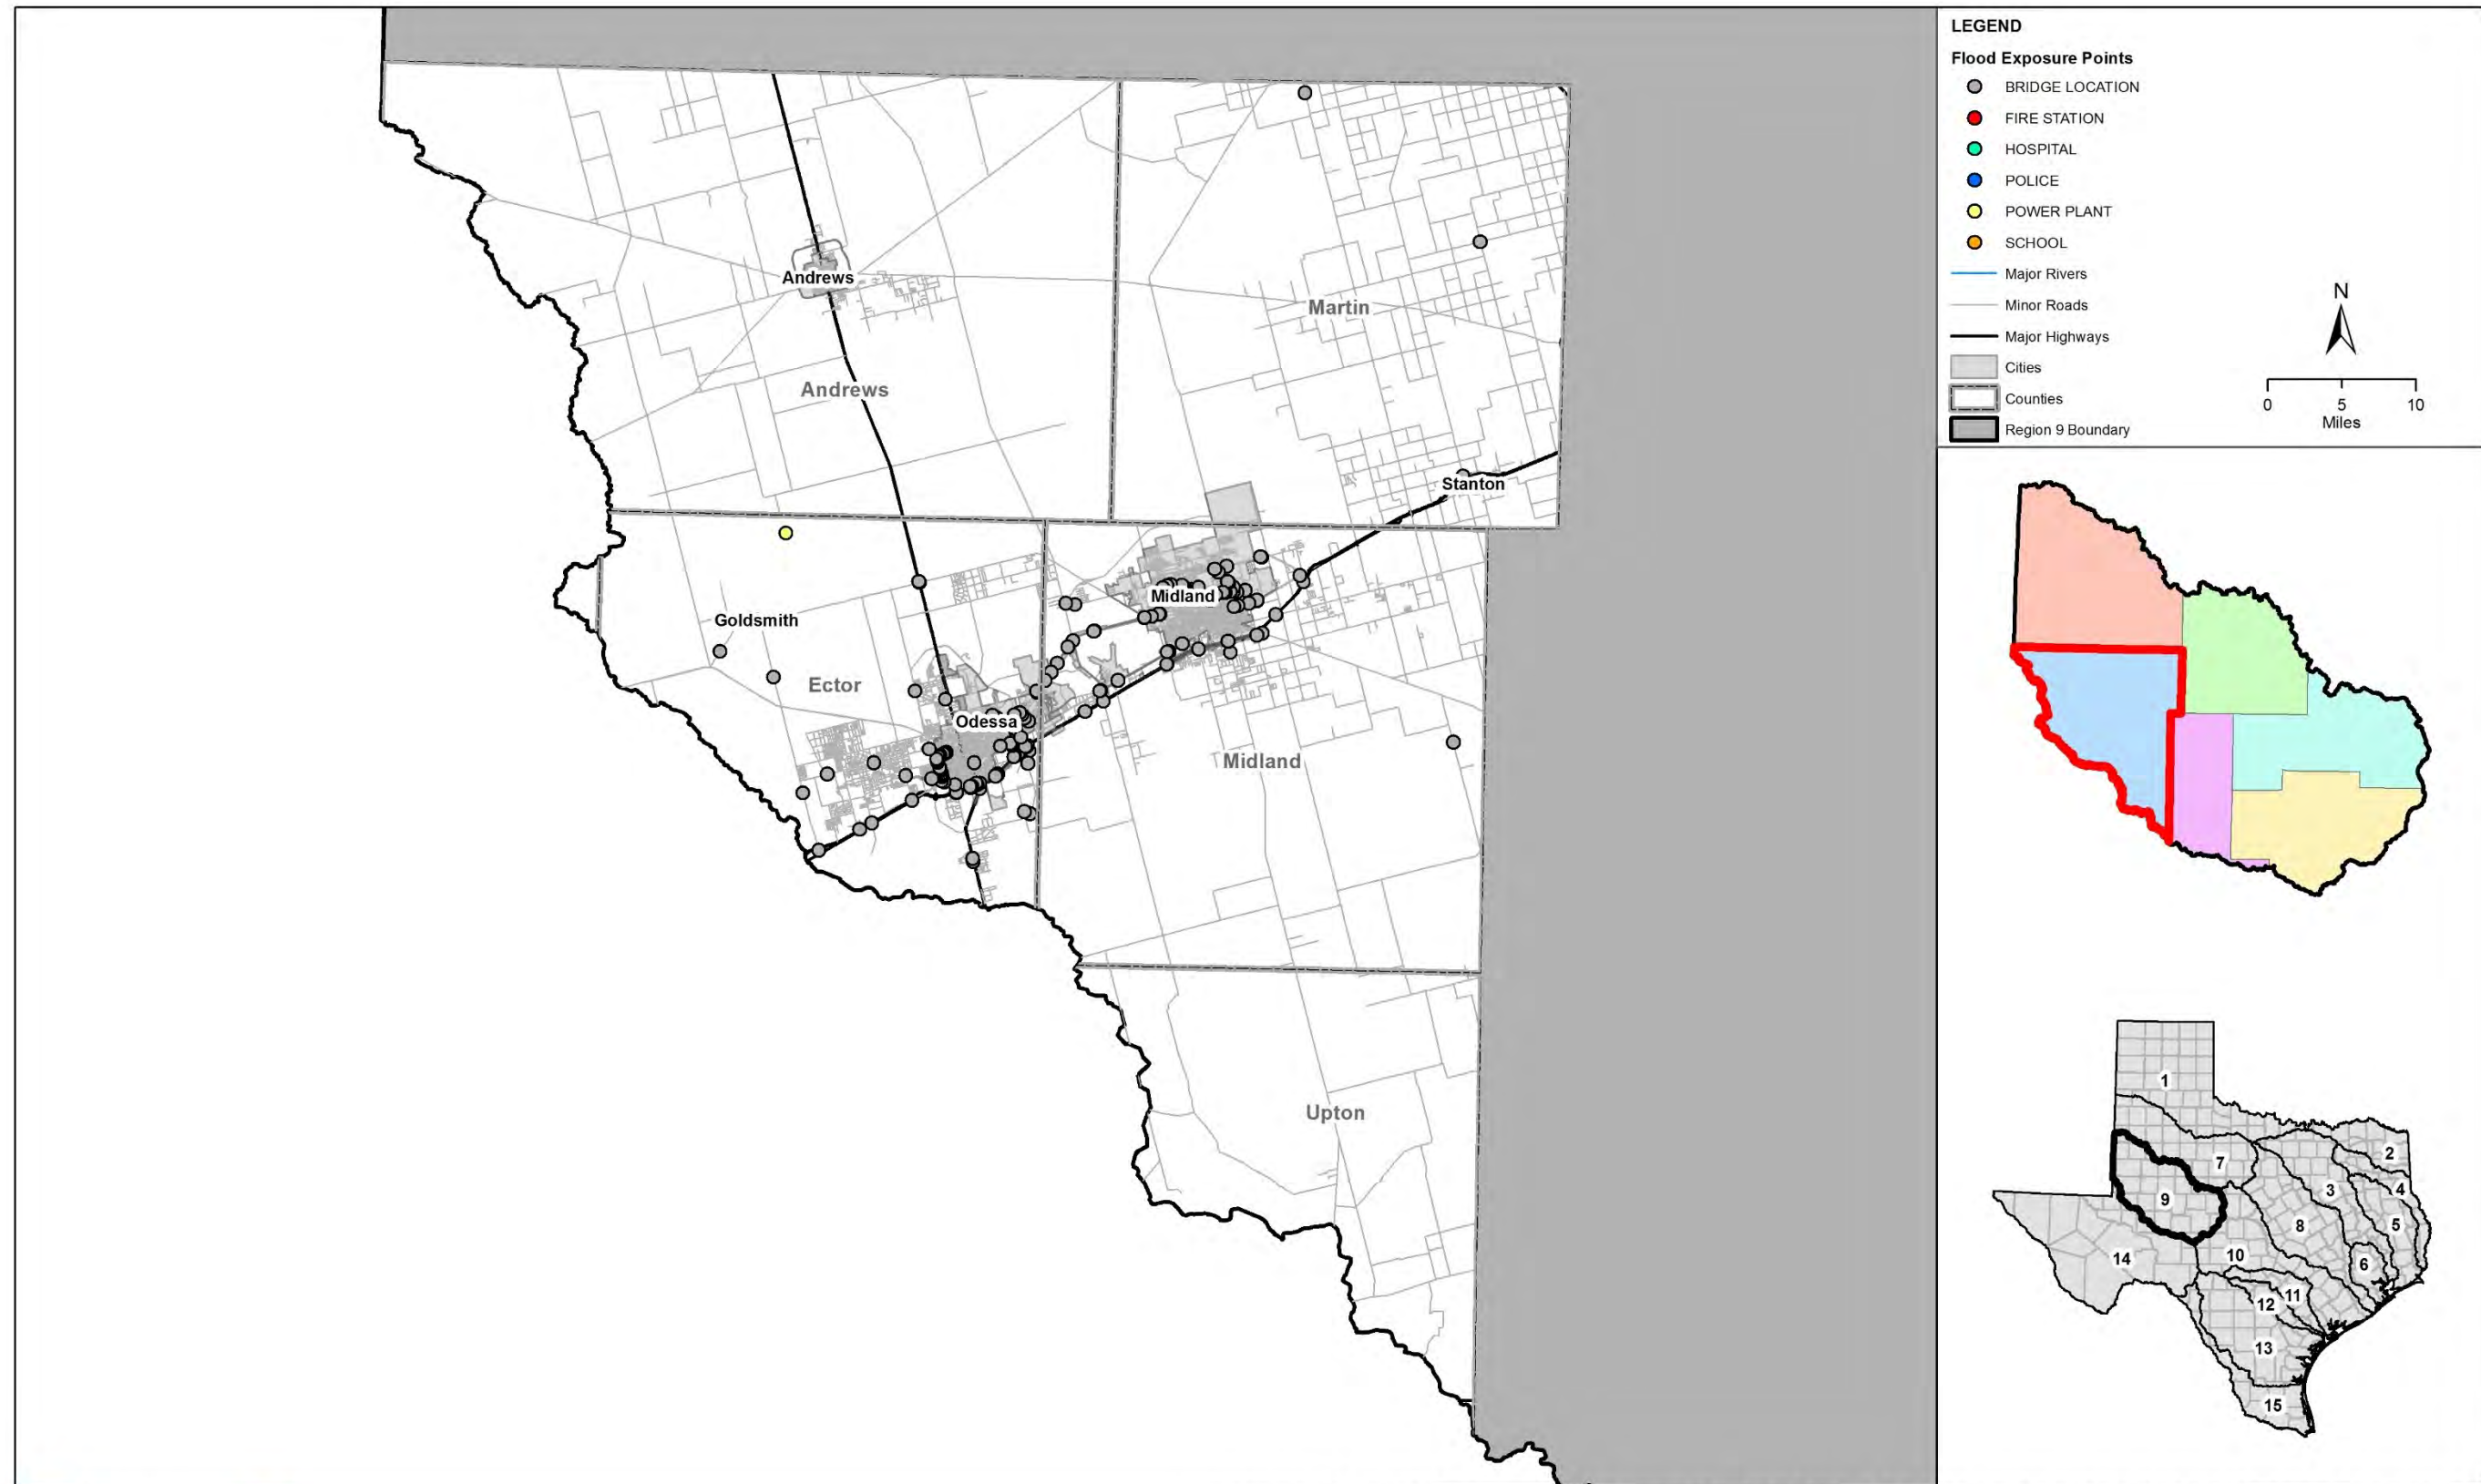 Andrews
Martin
Andrews
Stanton
Midland
Goldsmith
Ector
Odessa
Midland
Upton
LEGEND
Flood Exposure Points
BRIDGE LOCATION
FIRE STATION
HOSPITAL
POLICE
POWER PLANT
SCHOOL
Major Rivers
Minor Roads
Major Highways
Cities
Counties
Region 9 Boundary
N
0 5 10
Miles
1
2
7
3
4
9
8
5
14
10
6
11
12
13
15